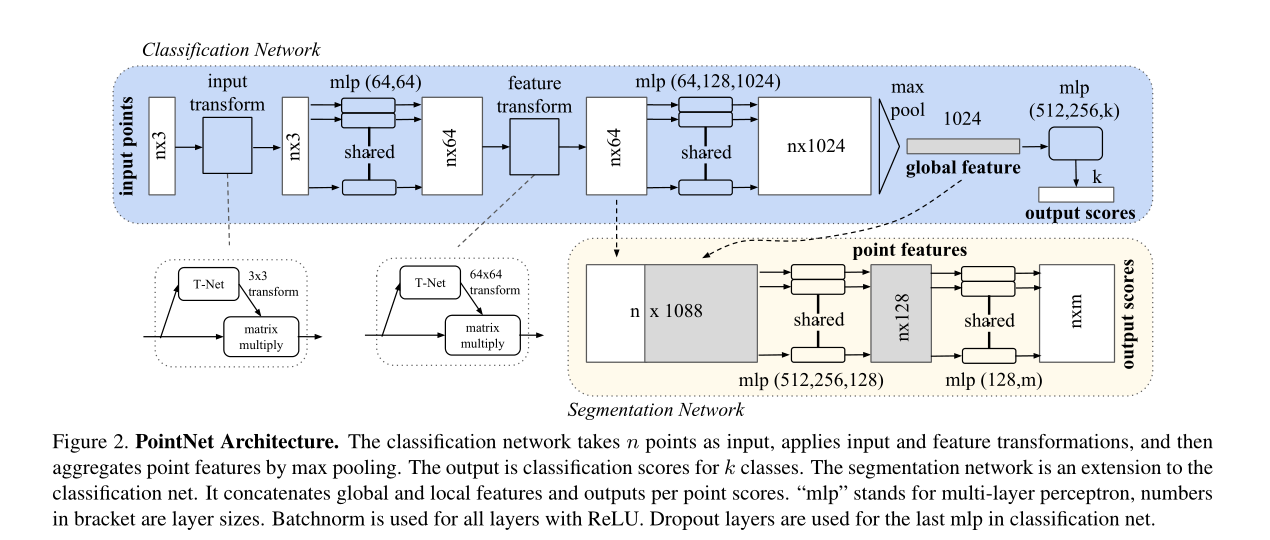 Classification Network
input points
nx3
input
transform
nx3
mlp (64,64)
shared
nx64
feature
transform
nx64
mlp (64,128,1024)
shared
nx1024
max
pool
1024
global feature
mlp
(512,256,k)
k
output scores
T-Net
3x3
transform
matrix
multiply
T-Net
64x64
transform
matrix
multiply
point features
n x 1088
shared
mlp (512,256,128)
nx128
shared
mlp (128,m)
nxm
output scores
Segmentation Network
Figure 2. PointNet Architecture. The classification network takes n points as input, applies input and feature transformations, and then
aggregates point features by max pooling. The output is classification scores for k classes. The segmentation network is an extension to the
classification net. It concatenates global and local features and outputs per point scores. “mlp” stands for multi-layer perceptron, numbers
in bracket are layer sizes. Batchnorm is used for all layers with ReLU. Dropout layers are used for the last mlp in classification net.